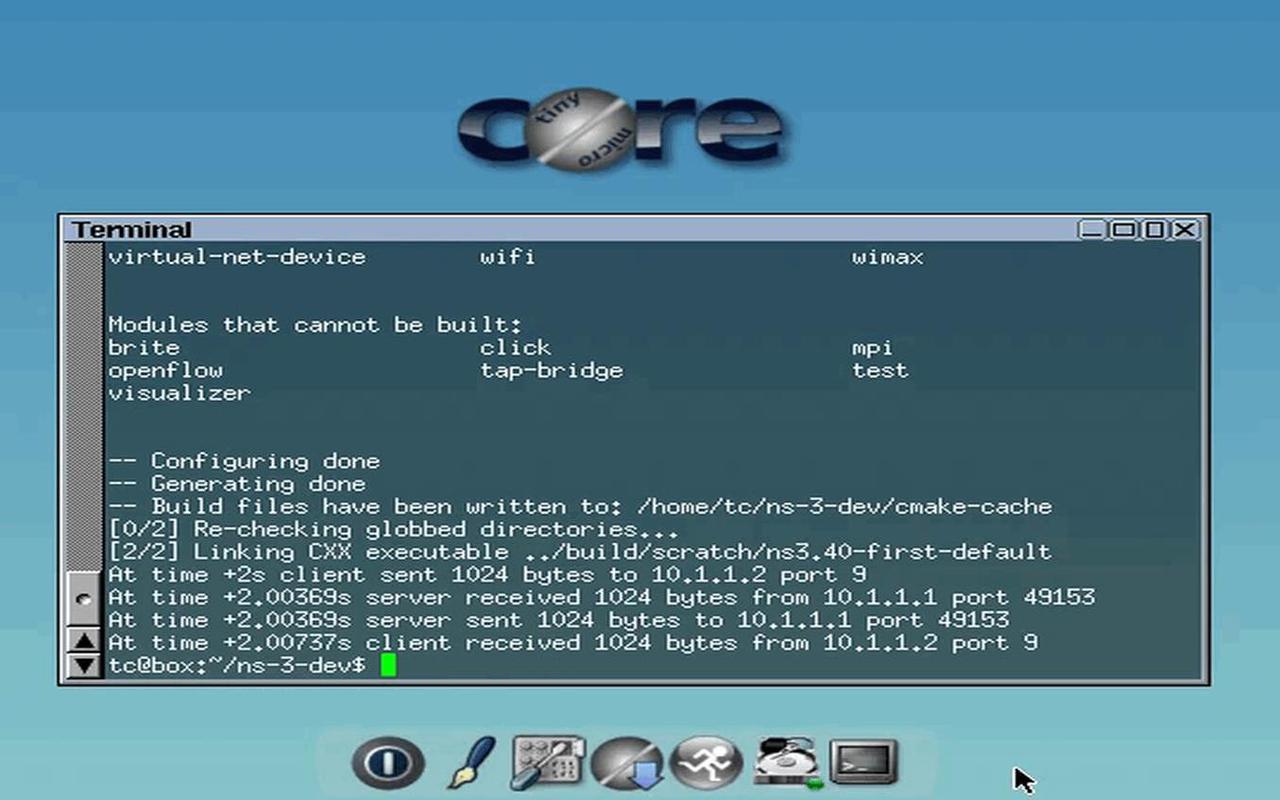 core
tiny
micro
Terminal
virtual-net-device wifi wimax
Modules that cannot be built:
brite click mpi
openflow tap-bridge test
visualizer
-- Configuring done
-- Generating done
-- Build files have been written to: /home/tc/ns-3-dev/cmake-cache
[0/2] Re-checking globbed directories...
[2/2] Linking CXX executable ../build/scratch/ns3.40-first-default
At time +2s client sent 1024 bytes to 10.1.1.2 port 9
At time +2.00369s server received 1024 bytes from 10.1.1.1 port 49153
At time +2.00369s server sent 1024 bytes to 10.1.1.1 port 49153
At time +2.00737s client received 1024 bytes from 10.1.1.2 port 9
tc@box:~/ns-3-dev$